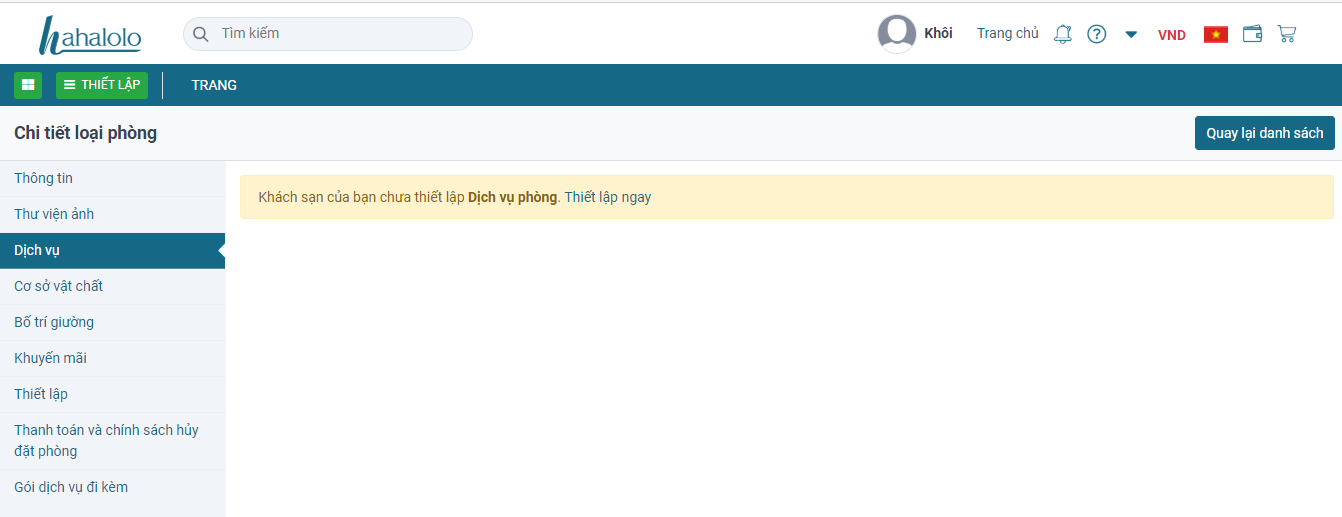 hahalolo
Tìm kiếm
Khôi
Trang chủ
VND
THIẾT LẬP
TRANG
Chi tiết loại phòng
Quay lại danh sách
Thông tin
Thư viện ảnh
Dịch vụ
Cơ sở vật chất
Bố trí giường
Khuyến mãi
Thiết lập
Thanh toán và chính sách hủy
đặt phòng
Gói dịch vụ đi kèm
Khách sạn của bạn chưa thiết lập Dịch vụ phòng. Thiết lập ngay